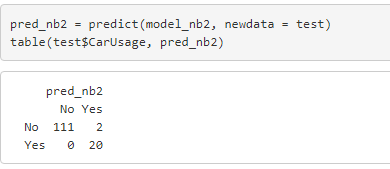 pred_nb2 = predict(model_nb2, newdata = test)
table(test$CarUsage, pred_nb2)
pred_nb2
No Yes
No 111 2
Yes 0 20